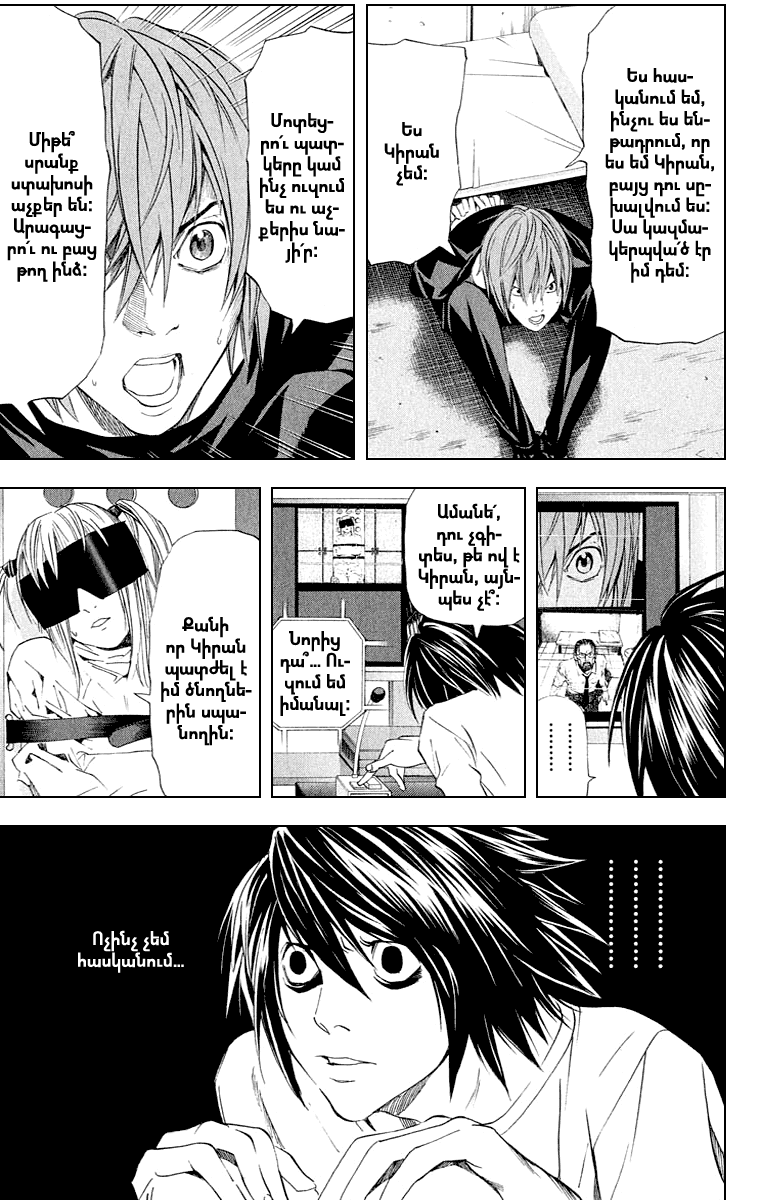 Ես հաս-
կանում եմ,
ինչու ես են-
թադրում, որ
ես եմ Կիրան,
բայց դու սը-
խալվում ես:
Սա կազմա-
կերպվա՛ծ էր
իմ դեմ:
Ես
Կիրան
չեմ:
Մոտեց-
րո՛ւ պատ-
կերը կամ
ինչ ուզում
ես ու աչ-
քերիս նա-
յի՛ր:
Միթե՞
սրանք
ստախոսի
աչքեր են:
Արագաց-
րո՛ւ ու բաց
թող ինձ:
Ամանե՛,
դու չգի-
տես, թե ով է
Կիրան, այն-
պես չէ՞:
Նորից
դա՞... Ու-
զում եմ
իմանալ:
Քանի
որ Կիրան
պատժել է
իմ ծնողնե-
րին սպա-
նողին:
Ոչինչ չեմ
հասկանում...